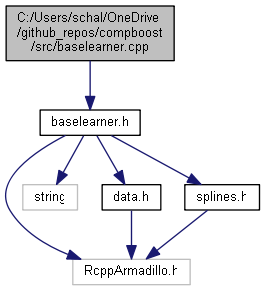 C:/Users/schal/OneDrive
/github_repos/compboost
/src/baselearner.cpp
baselearner.h
string
data.h
splines.h
RcppArmadillo.h